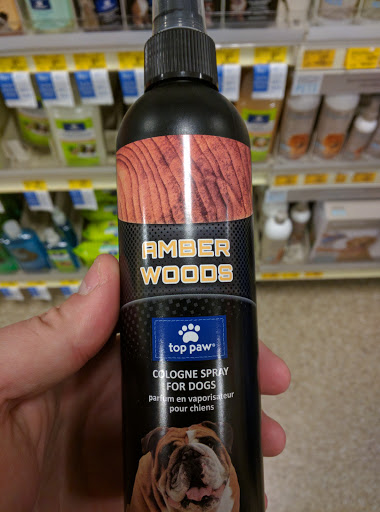 AMBER
WOODS
top paw®
COLOGNE SPRAY
FOR DOGS
parfum en vaporisateur
pour chiens